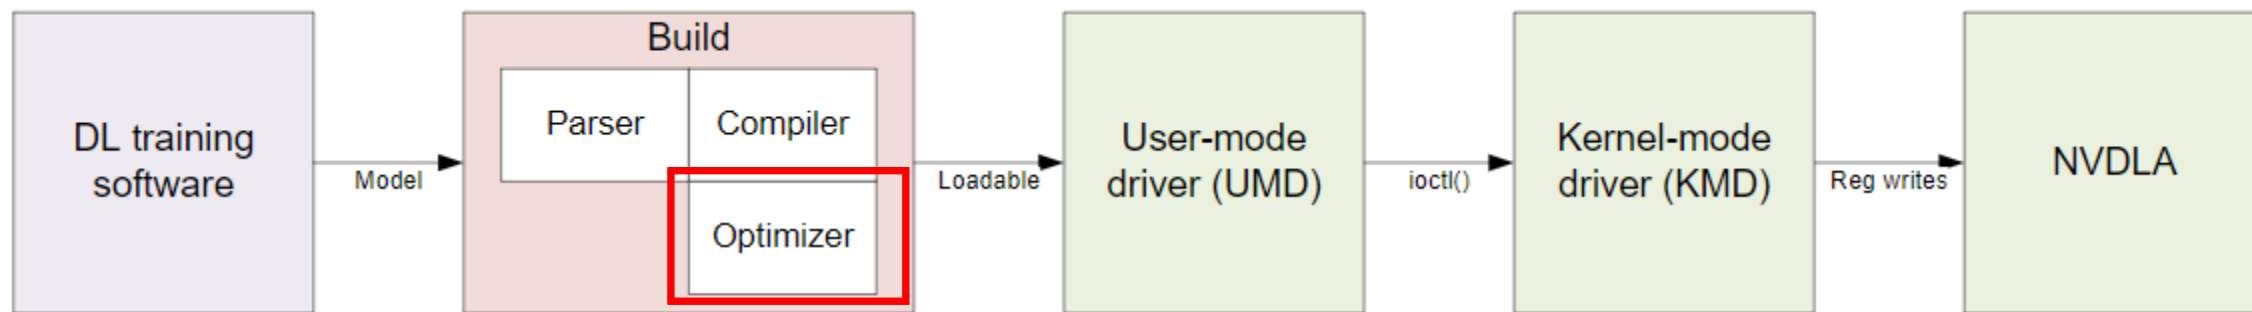 DL training
software
Model
Build
Parser
Compiler
Optimizer
Loadable
User-mode
driver (UMD)
ioctl()
Kernel-mode
driver (KMD)
Reg writes
NVDLA